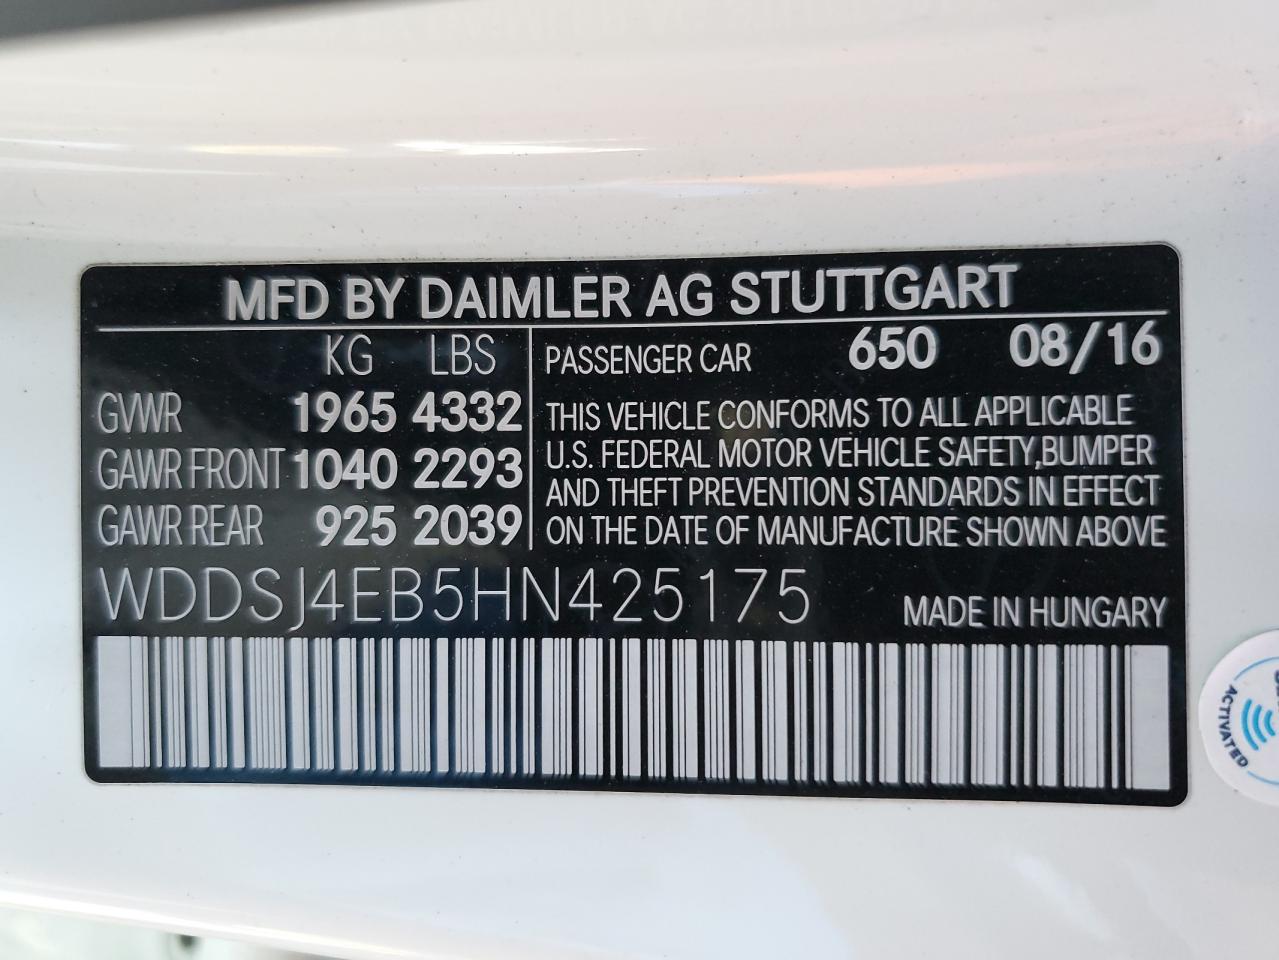 MFD BY DAIMLER AG STUTTGART
KG LBS
GVWR 1965 4332
GAWR FRONT 1040 2293
GAWR REAR 925 2039
PASSENGER CAR 650 08/16
THIS VEHICLE CONFORMS TO ALL APPLICABLE
U.S. FEDERAL MOTOR VEHICLE SAFETY,BUMPER
AND THEFT PREVENTION STANDARDS IN EFFECT
ON THE DATE OF MANUFACTURE SHOWN ABOVE
WDDSJ4EB5HN425175
MADE IN HUNGARY
ACTIVATED